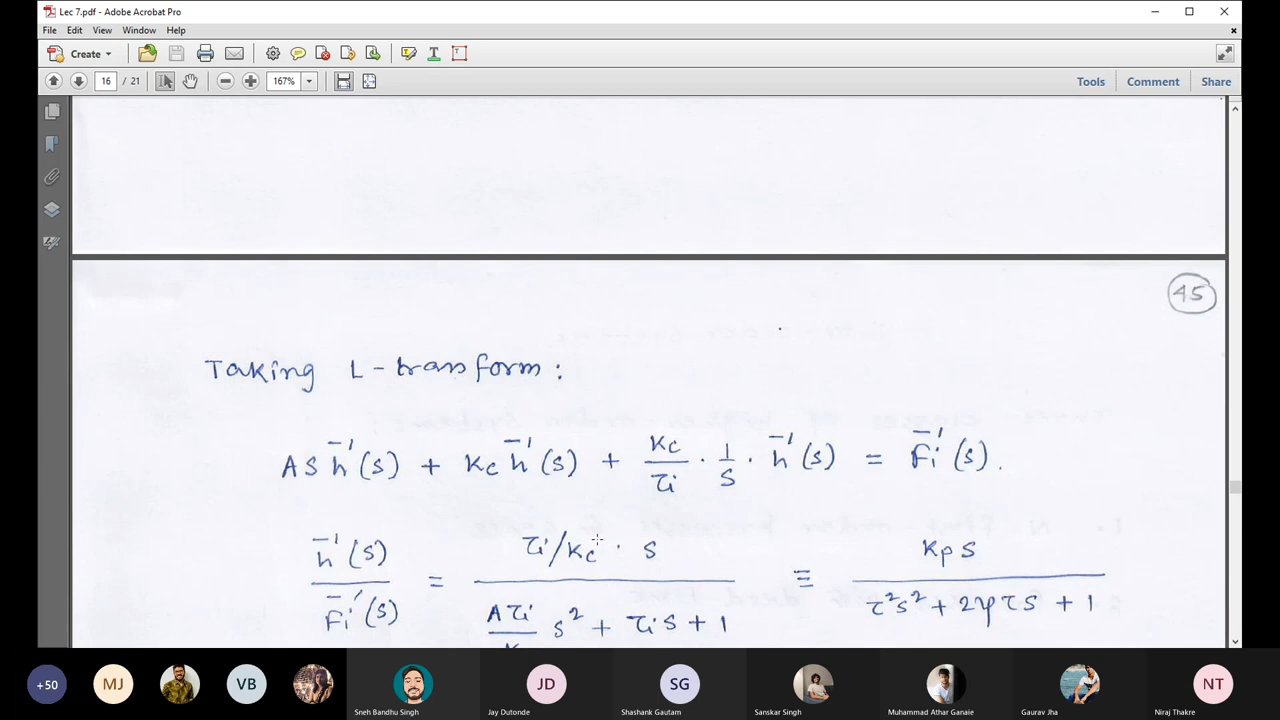 Lec 7.pdf - Adobe Acrobat Pro
File Edit View Window Help
Create
16 / 21 167% Tools Comment Share
45
Taking L-transform:
AS h̄'(s) + Kc h̄'(s) + Kc/τi · 1/s · h̄'(s) = F̄i'(s).
h̄'(s)/F̄i'(s) = (τi/Kc · s)/(Aτi/K s² + τi s + 1) ≡ Kp s/(τ²s² + 2ψτs + 1)
+50 MJ VB JD SG NT
Sneh Bandhu Singh Jay Dutonde Shashank Gautam Sanskar Singh Muhammad Athar Ganaie Gaurav Jha Niraj Thakre